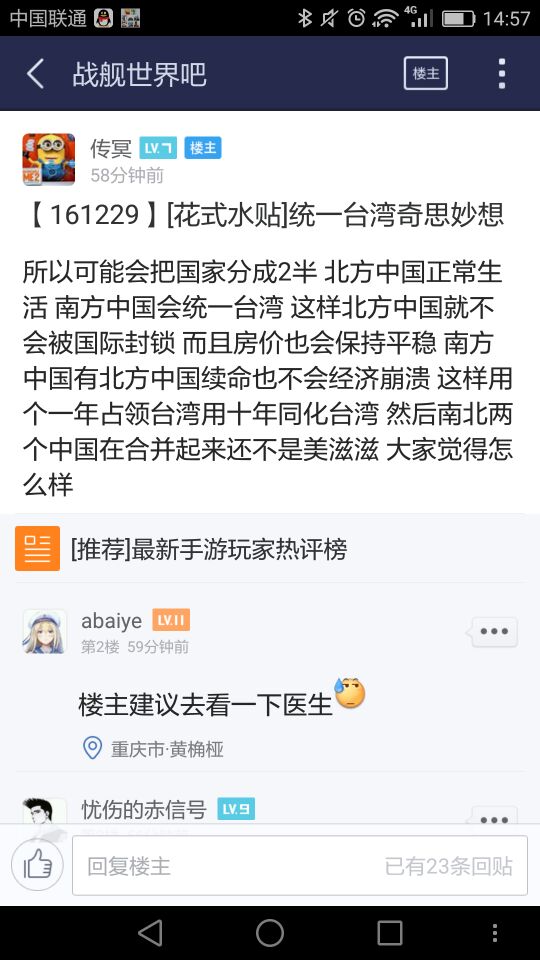 中国联通 4G 14:57
战舰世界吧 楼主
传冥 LV.7 楼主
58分钟前
【161229】[花式水贴]统一台湾奇思妙想
所以可能会把国家分成2半 北方中国正常生
活 南方中国会统一台湾 这样北方中国就不
会被国际封锁 而且房价也会保持平稳 南方
中国有北方中国续命也不会经济崩溃 这样用
个一年占领台湾用十年同化台湾 然后南北两
个中国在合并起来还不是美滋滋 大家觉得怎
么样
[推荐]最新手游玩家热评榜
abaiye LV.11
第2楼 59分钟前
楼主建议去看一下医生
重庆市·黄桷桠
忧伤的赤信号 LV.9
回复楼主 已有23条回贴